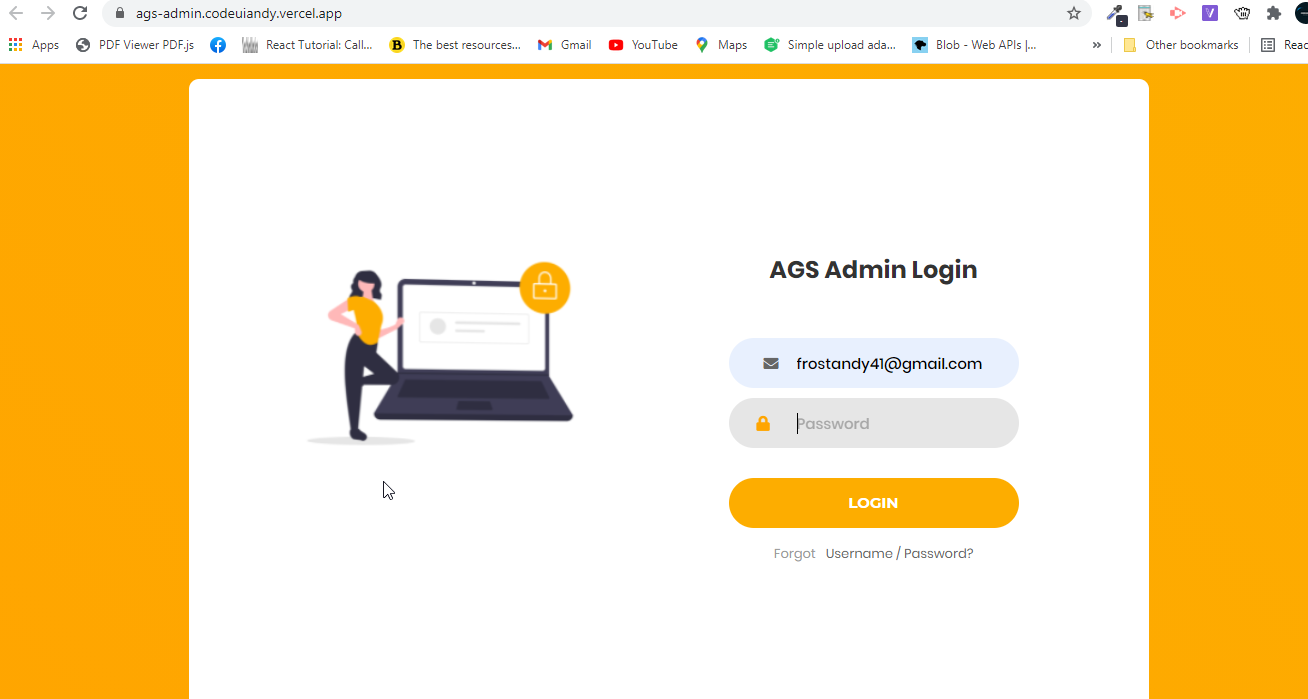 ags-admin.codeuiandy.vercel.app
Apps PDF Viewer PDF.js React Tutorial: Call... B The best resources... Gmail YouTube Maps Simple upload ada... Blob - Web APIs |... » Other bookmarks Reac
AGS Admin Login
frostandy41@gmail.com
Password
LOGIN
Forgot Username / Password?